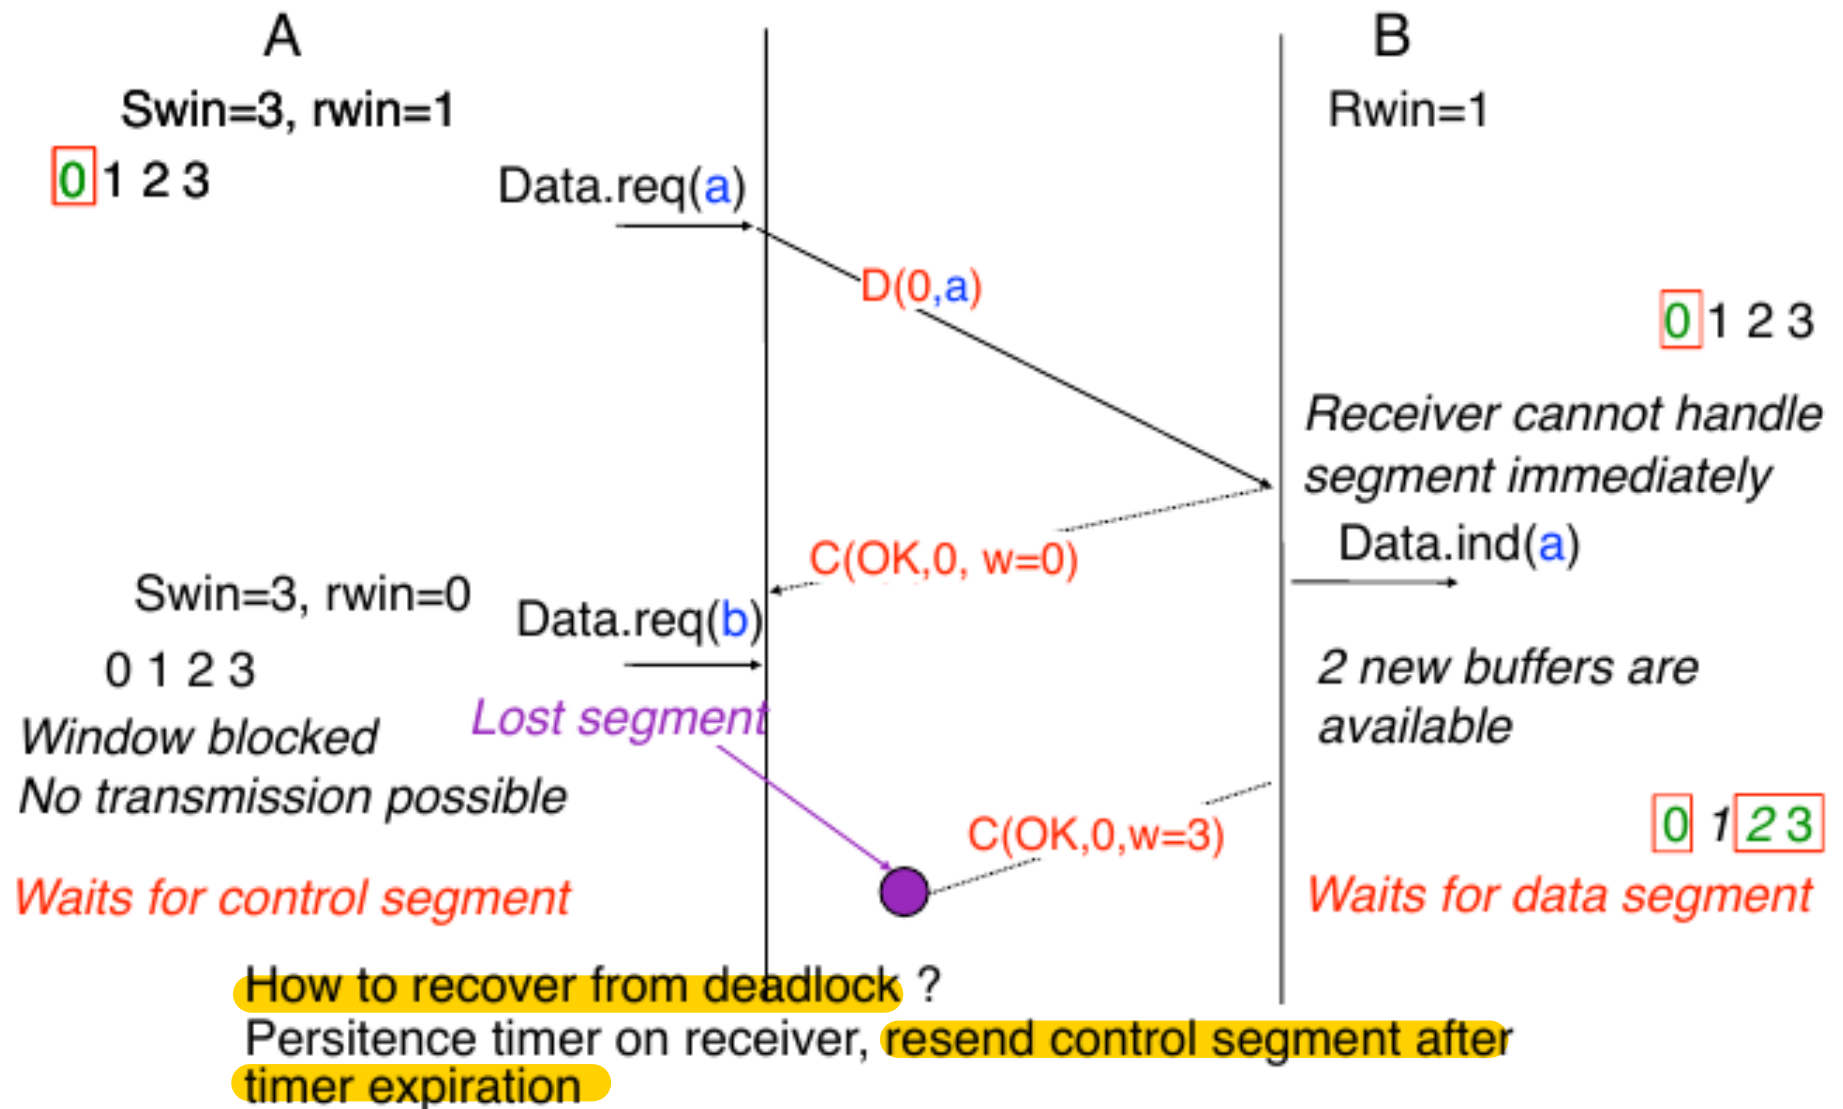 A
B
Swin=3, rwin=1
Rwin=1
0 1 2 3
Data.req(a)
D(0,a)
0 1 2 3
Receiver cannot handle
segment immediately
C(OK,0, w=0)
Data.ind(a)
Swin=3, rwin=0
Data.req(b)
0 1 2 3
2 new buffers are
available
Lost segment
Window blocked
No transmission possible
C(OK,0,w=3)
0 1 2 3
Waits for control segment
Waits for data segment
How to recover from deadlock ?
Persitence timer on receiver, resend control segment after
timer expiration